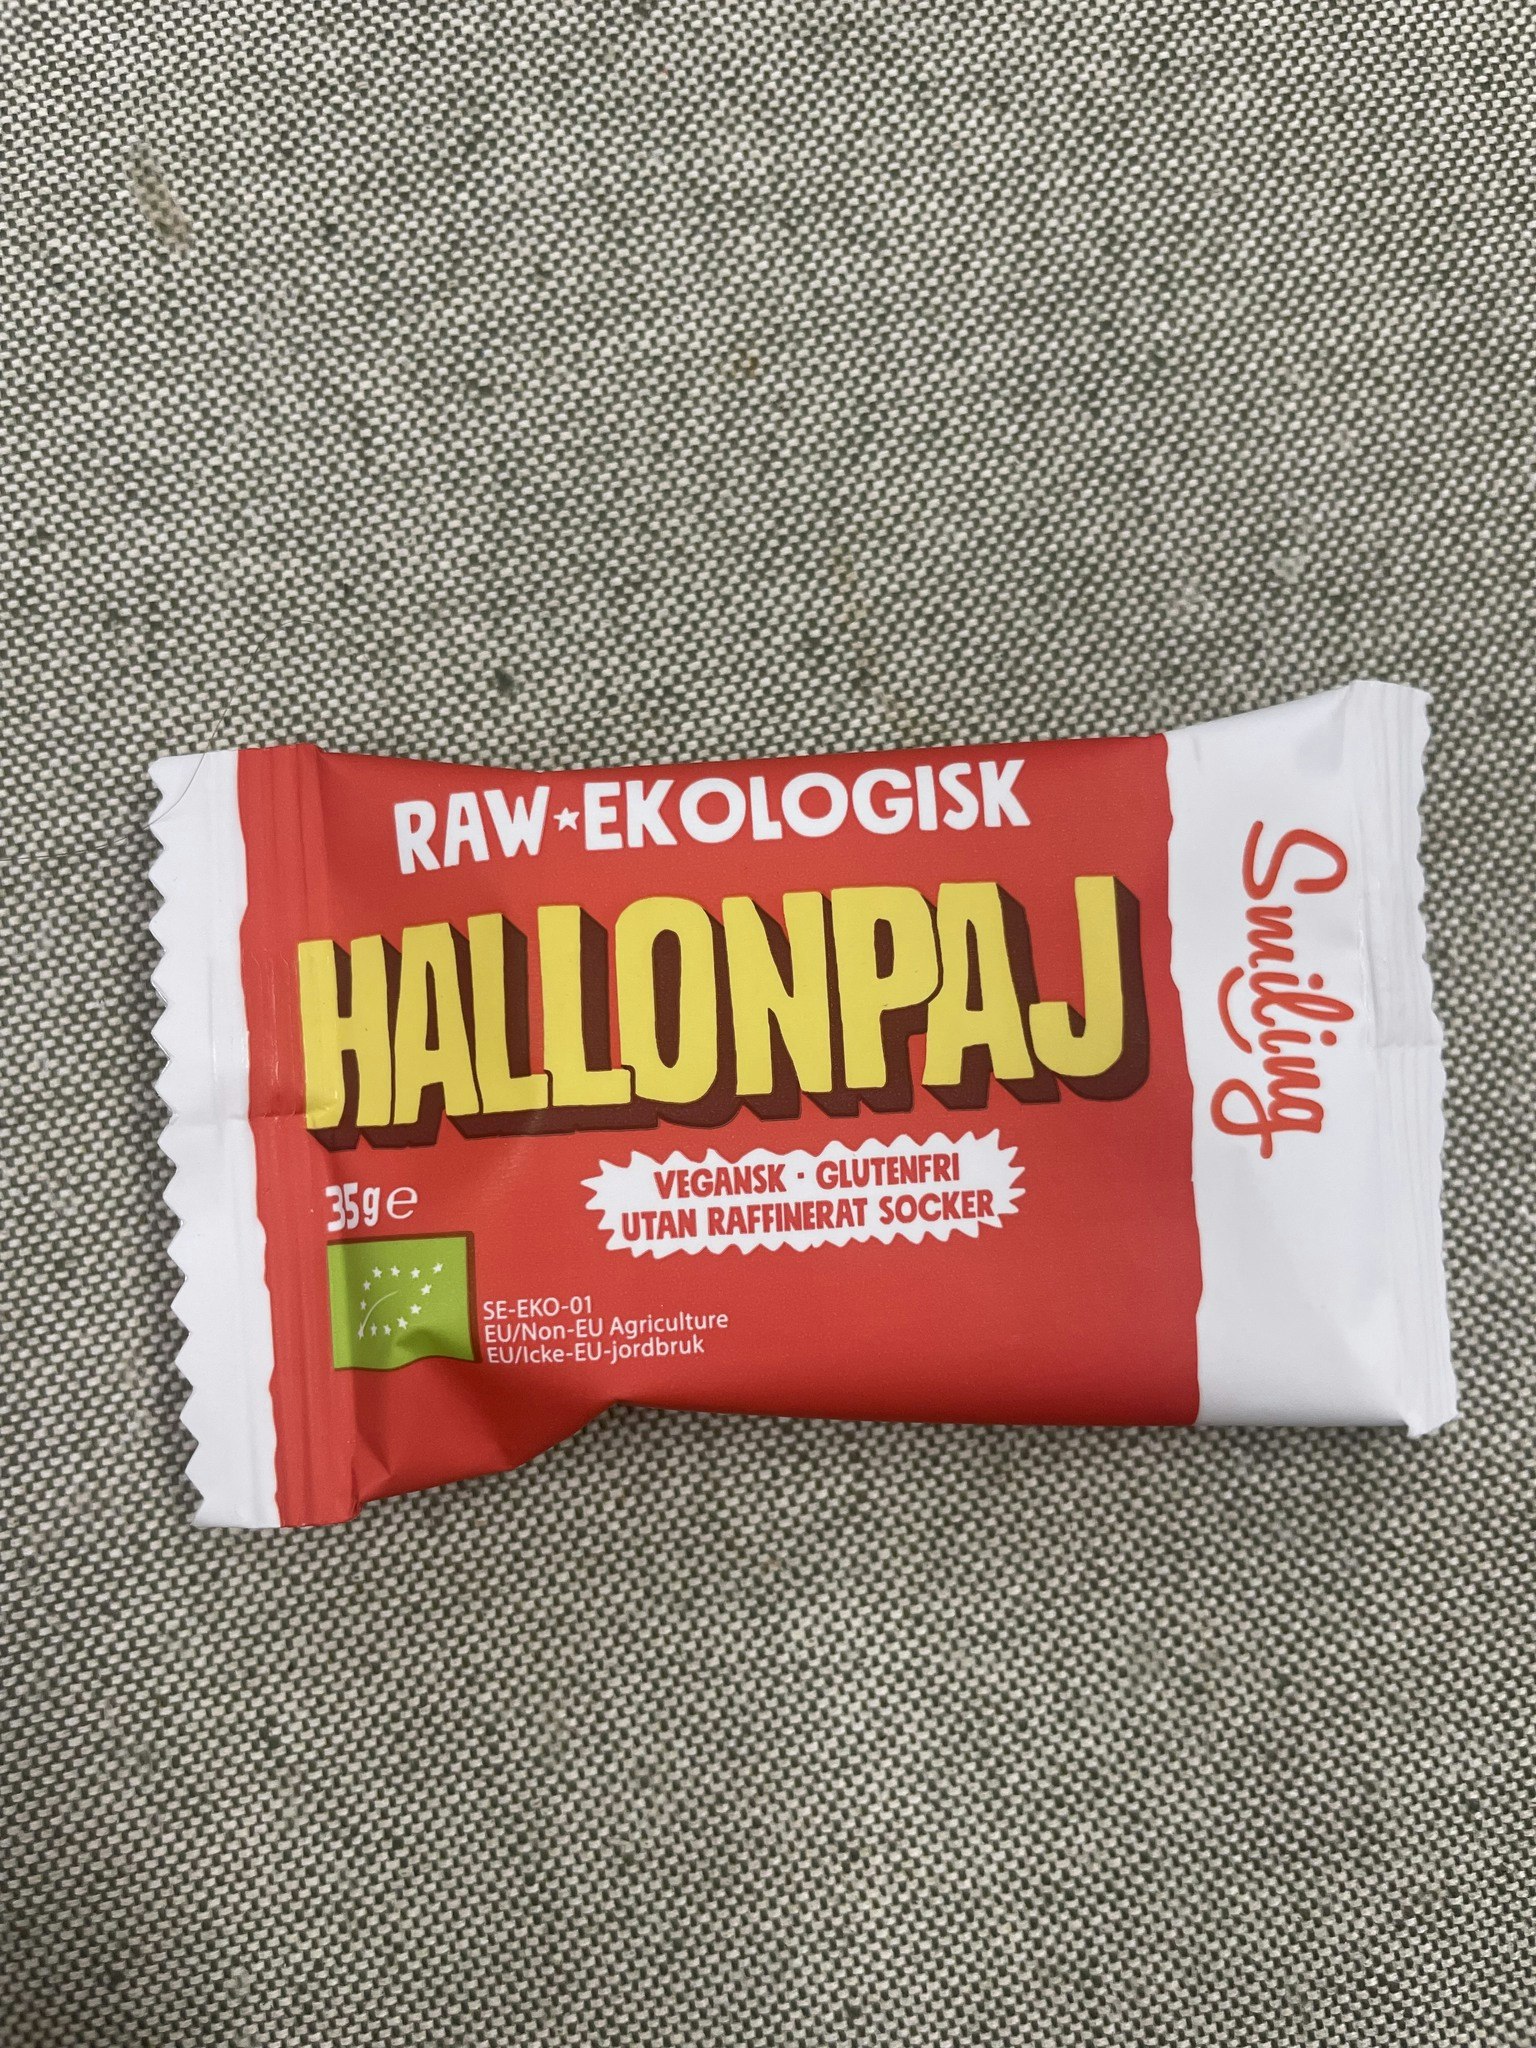 RAW★EKOLOGISK
HALLONPAJ
VEGANSK · GLUTENFRI
UTAN RAFFINERAT SOCKER
35g℮
SE-EKO-01
EU/Non-EU Agriculture
EU/Icke-EU-jordbruk
Smiling